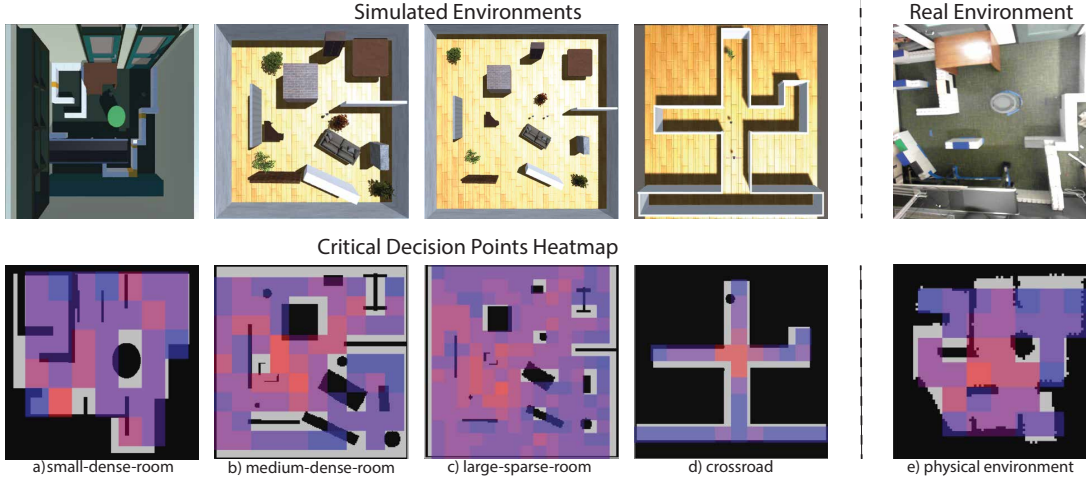 Simulated Environments
Real Environment
Critical Decision Points Heatmap
a)small-dense-room
b) medium-dense-room
c) large-sparse-room
d) crossroad
e) physical environment